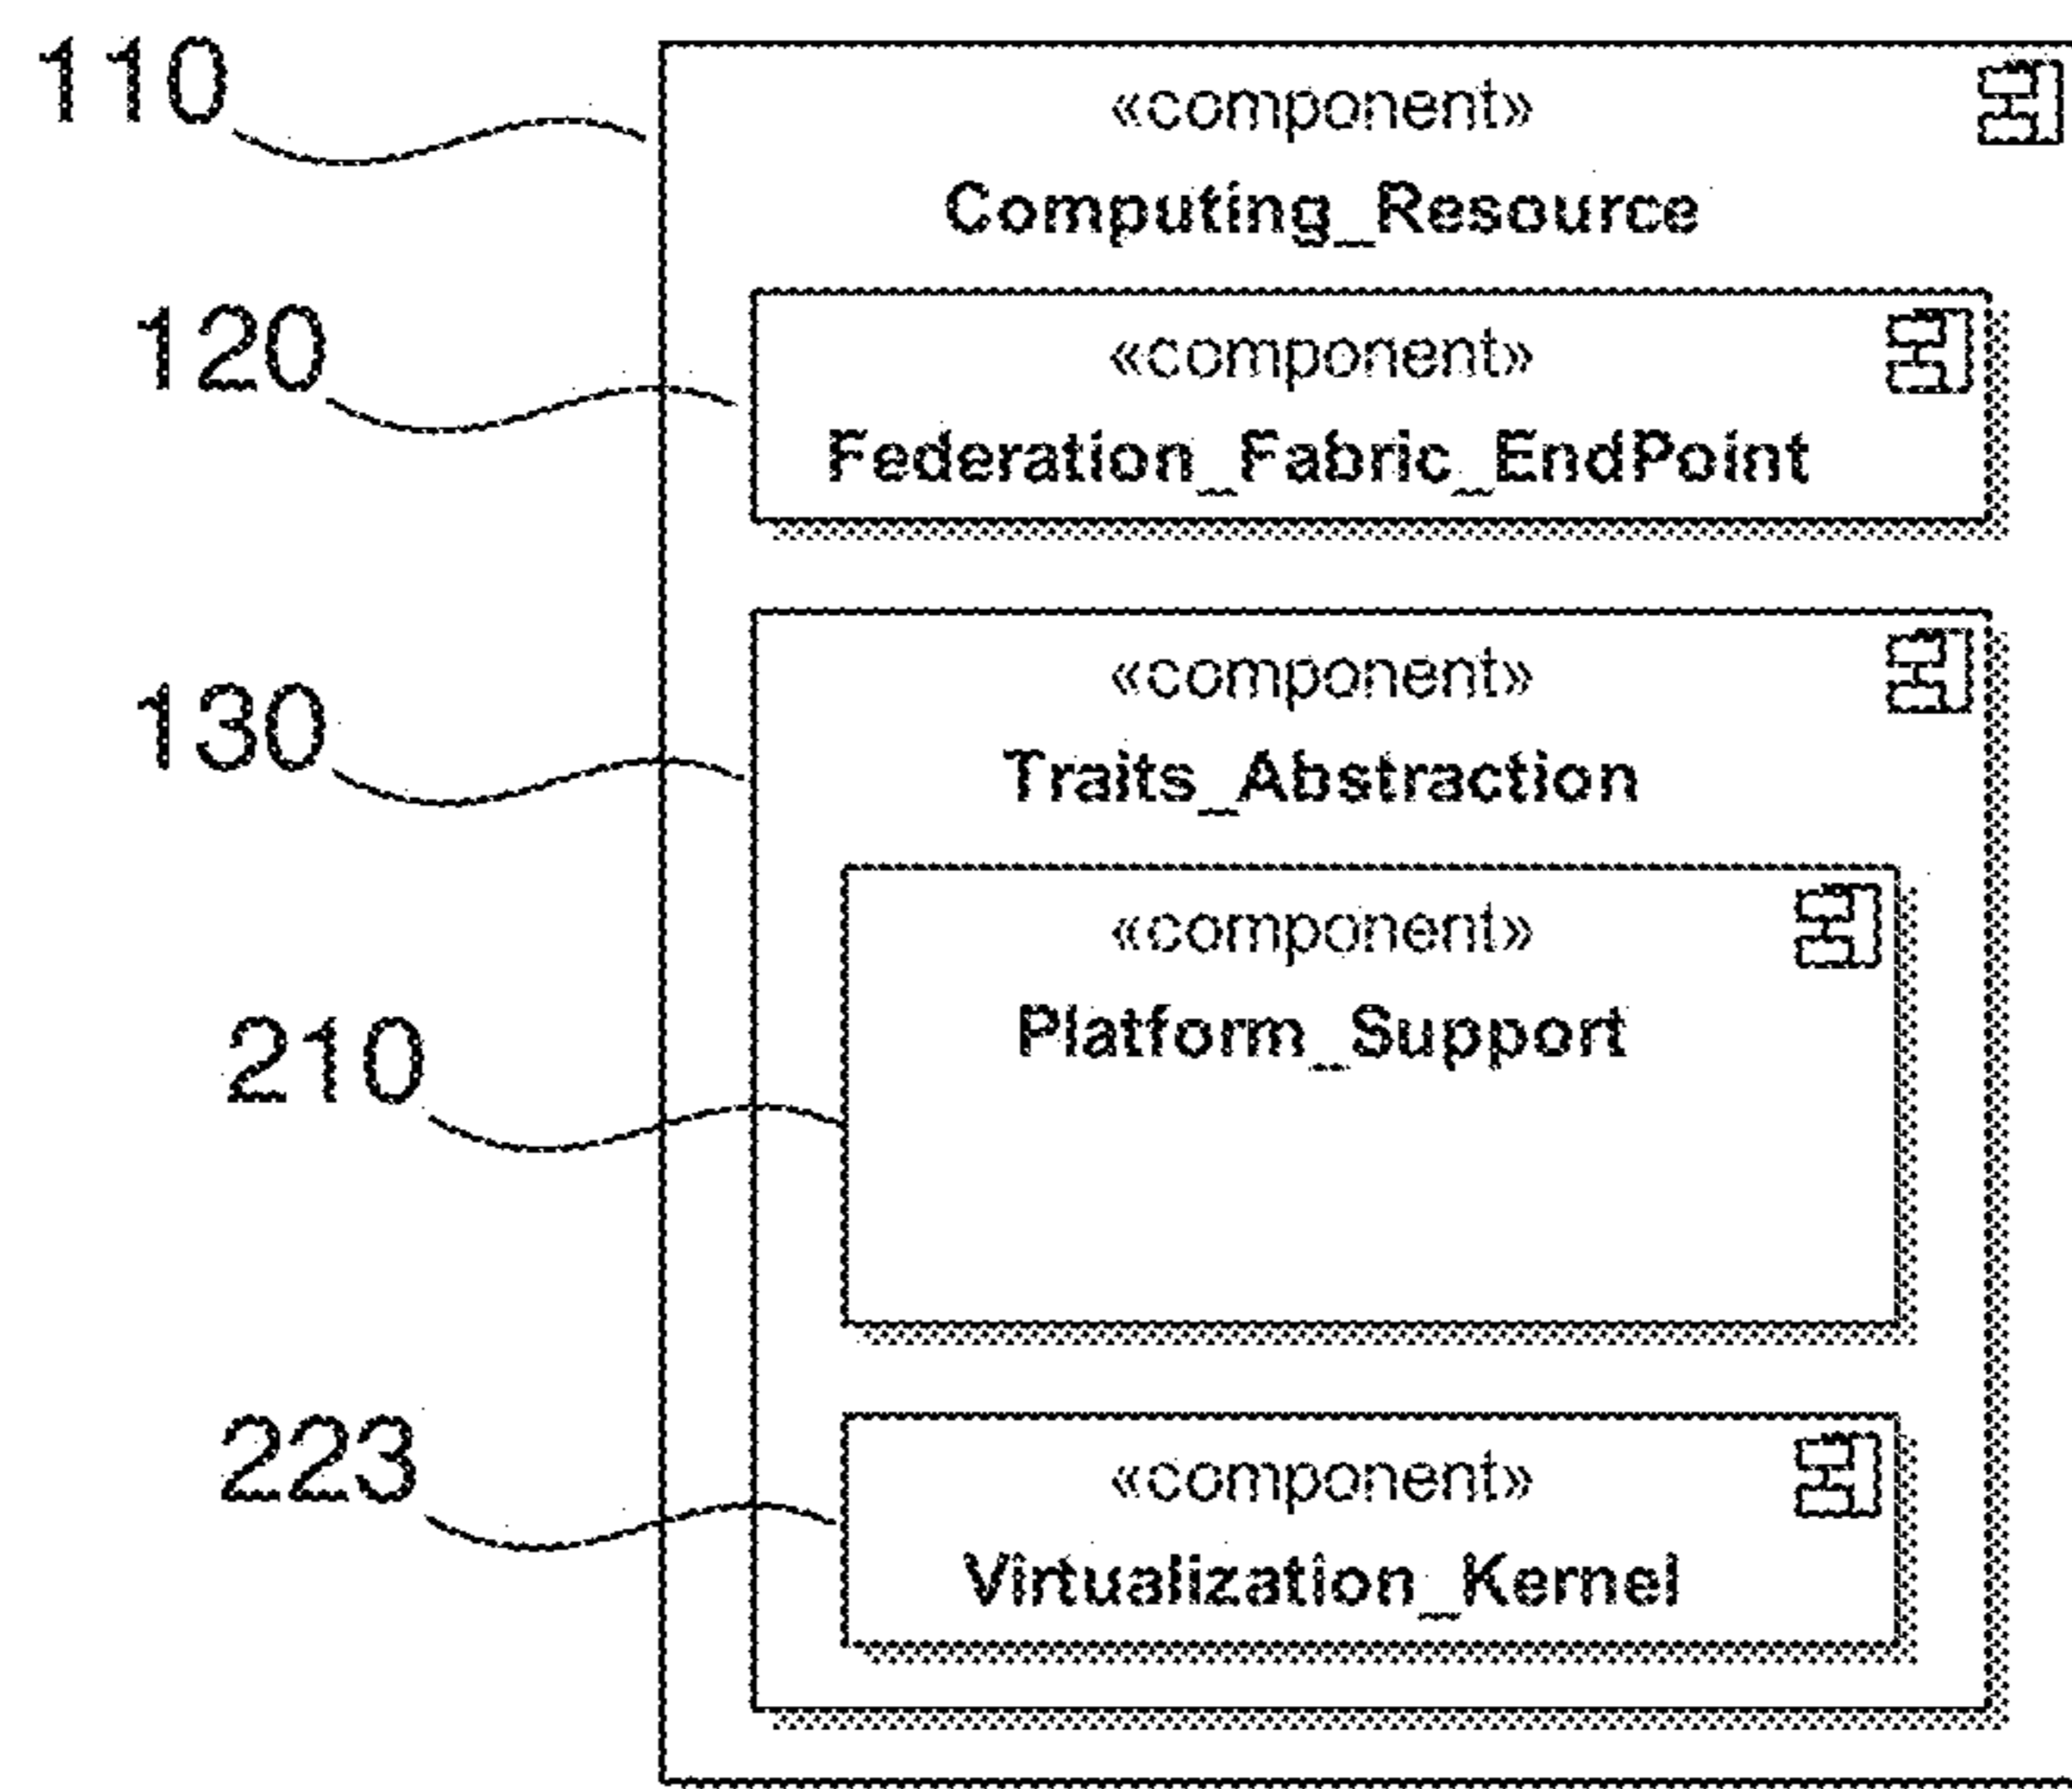 110
«component»
Computing_Resource
120
«component»
Federation_Fabric_EndPoint
130
«component»
Traits_Abstraction
210
«component»
Platform_Support
223
«component»
Virtualization_Kernel